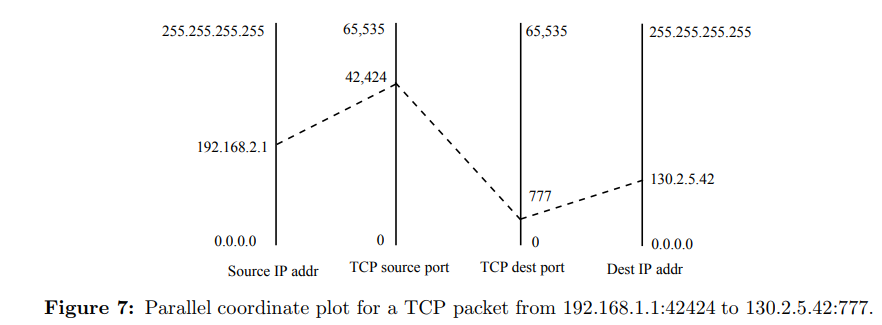 255.255.255.255 65,535 65,535 255.255.255.255
42,424
192.168.2.1
777 130.2.5.42
0.0.0.0 0 0 0.0.0.0
Source IP addr TCP source port TCP dest port Dest IP addr
Figure 7: Parallel coordinate plot for a TCP packet from 192.168.1.1:42424 to 130.2.5.42:777.